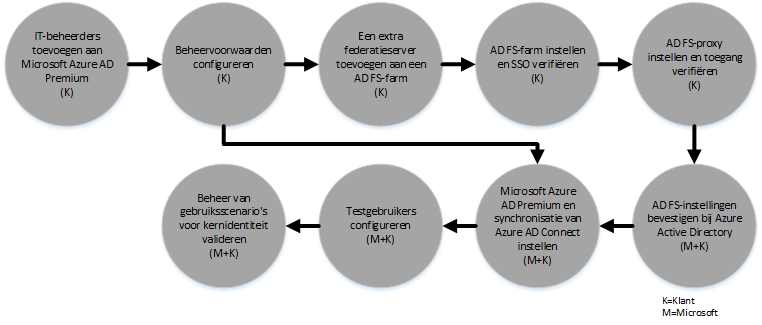 IT-beheerders
toevoegen aan
Microsoft Azure AD
Premium
(K)
Beheervoorwaarden
configureren
(K)
Een extra
federatieserver
toevoegen aan een
AD FS-farm
(K)
AD FS-farm instellen
en SSO verifiëren
(K)
AD FS-proxy
instellen en toegang
verifiëren
(K)
AD FS-instellingen
bevestigen bij Azure
Active Directory
(M+K)
Microsoft Azure
AD Premium en
synchronisatie van
Azure AD Connect
instellen
(M+K)
Testgebruikers
configureren
(M+K)
Beheer van
gebruiksscenario's
voor kernidentiteit
valideren
(M+K)
K=Klant
M=Microsoft